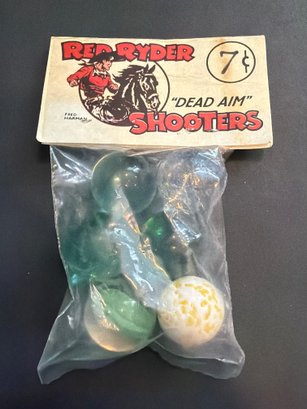 RED RYDER
7¢
"DEAD AIM"
SHOOTERS
FRED
HARMAN